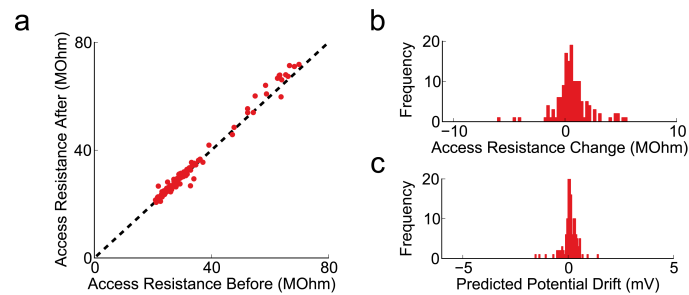 a
Access Resistance After (MOhm)
80
40
0
0
40
80
Access Resistance Before (MOhm)
b
Frequency
20
10
0
−10
0
10
Access Resistance Change (MOhm)
c
Frequency
20
10
0
−5
0
5
Predicted Potential Drift (mV)